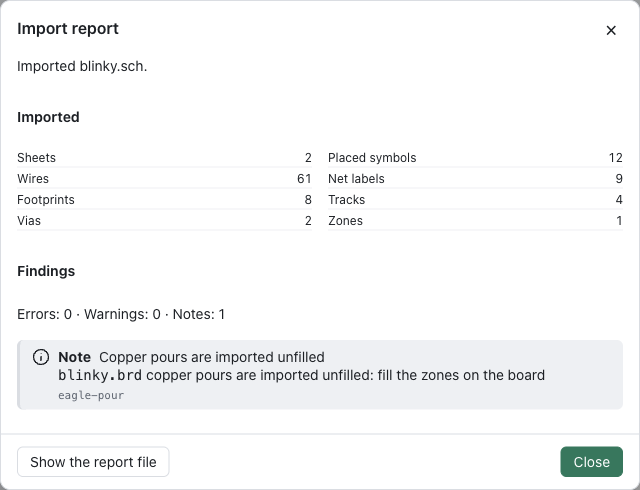 Import report
Imported blinky.sch.
Imported
Sheets 2 Placed symbols 12
Wires 61 Net labels 9
Footprints 8 Tracks 4
Vias 2 Zones 1
Findings
Errors: 0 · Warnings: 0 · Notes: 1
Note Copper pours are imported unfilled
blinky.brd copper pours are imported unfilled: fill the zones on the board
eagle-pour
Show the report file Close